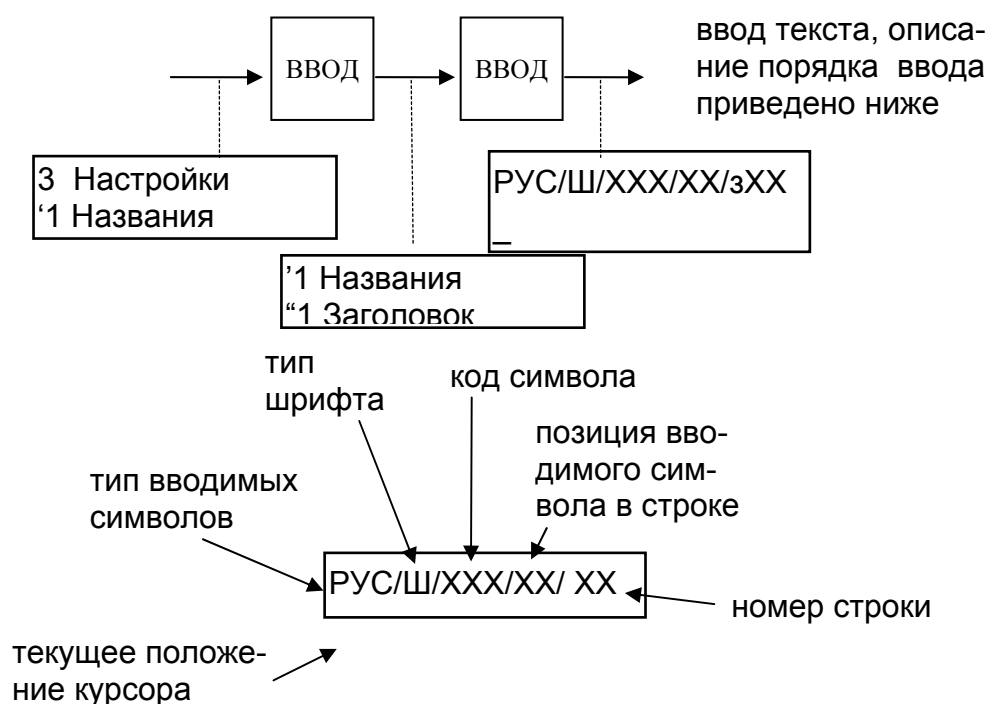 ВВОД
ВВОД
ввод текста, описа-
ние порядка ввода
приведено ниже
3 Настройки
‘1 Названия
РУС/Ш/ХХХ/ХХ/зХХ
_
’1 Названия
“1 Заголовок
тип
шрифта
код символа
позиция вво-
димого сим-
вола в строке
тип вводимых
символов
РУС/Ш/ХХХ/ХХ/ ХХ
номер строки
текущее положе-
ние курсора